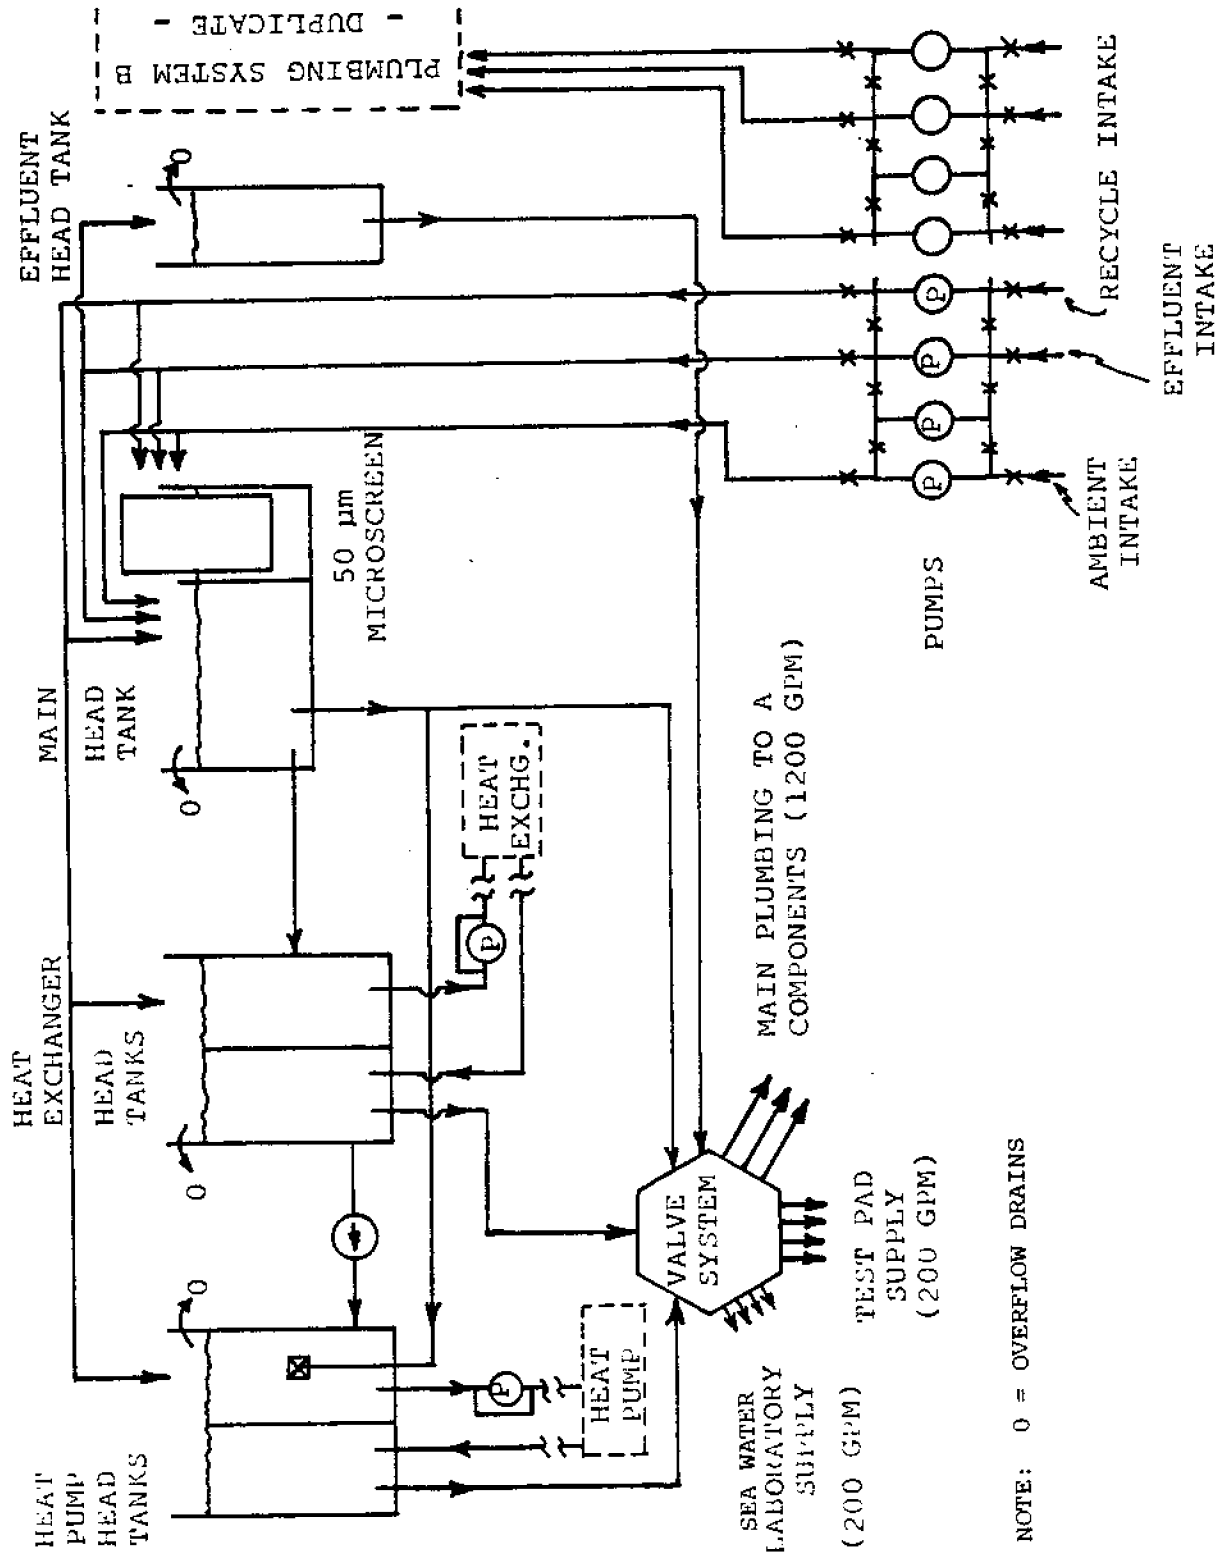 HEAT
PUMP
HEAD
TANKS
HEAT
EXCHANGER
HEAD
TANKS
MAIN
HEAD
TANK
EFFLUENT
HEAD TANK
PLUMBING SYSTEM B
- DUPLICATE -
O
O
O
O
50 µm
MICROSCREEN
HEAT
EXCHG.
P
P
HEAT
PUMP
VALVE
SYSTEM
SEA WATER
LABORATORY
SUPPLY
(200 GPM)
TEST PAD
SUPPLY
(200 GPM)
MAIN PLUMBING TO A
COMPONENTS (1200 GPM)
PUMPS
P
P
P
P
AMBIENT
INTAKE
EFFLUENT
INTAKE
RECYCLE INTAKE
NOTE: O = OVERFLOW DRAINS